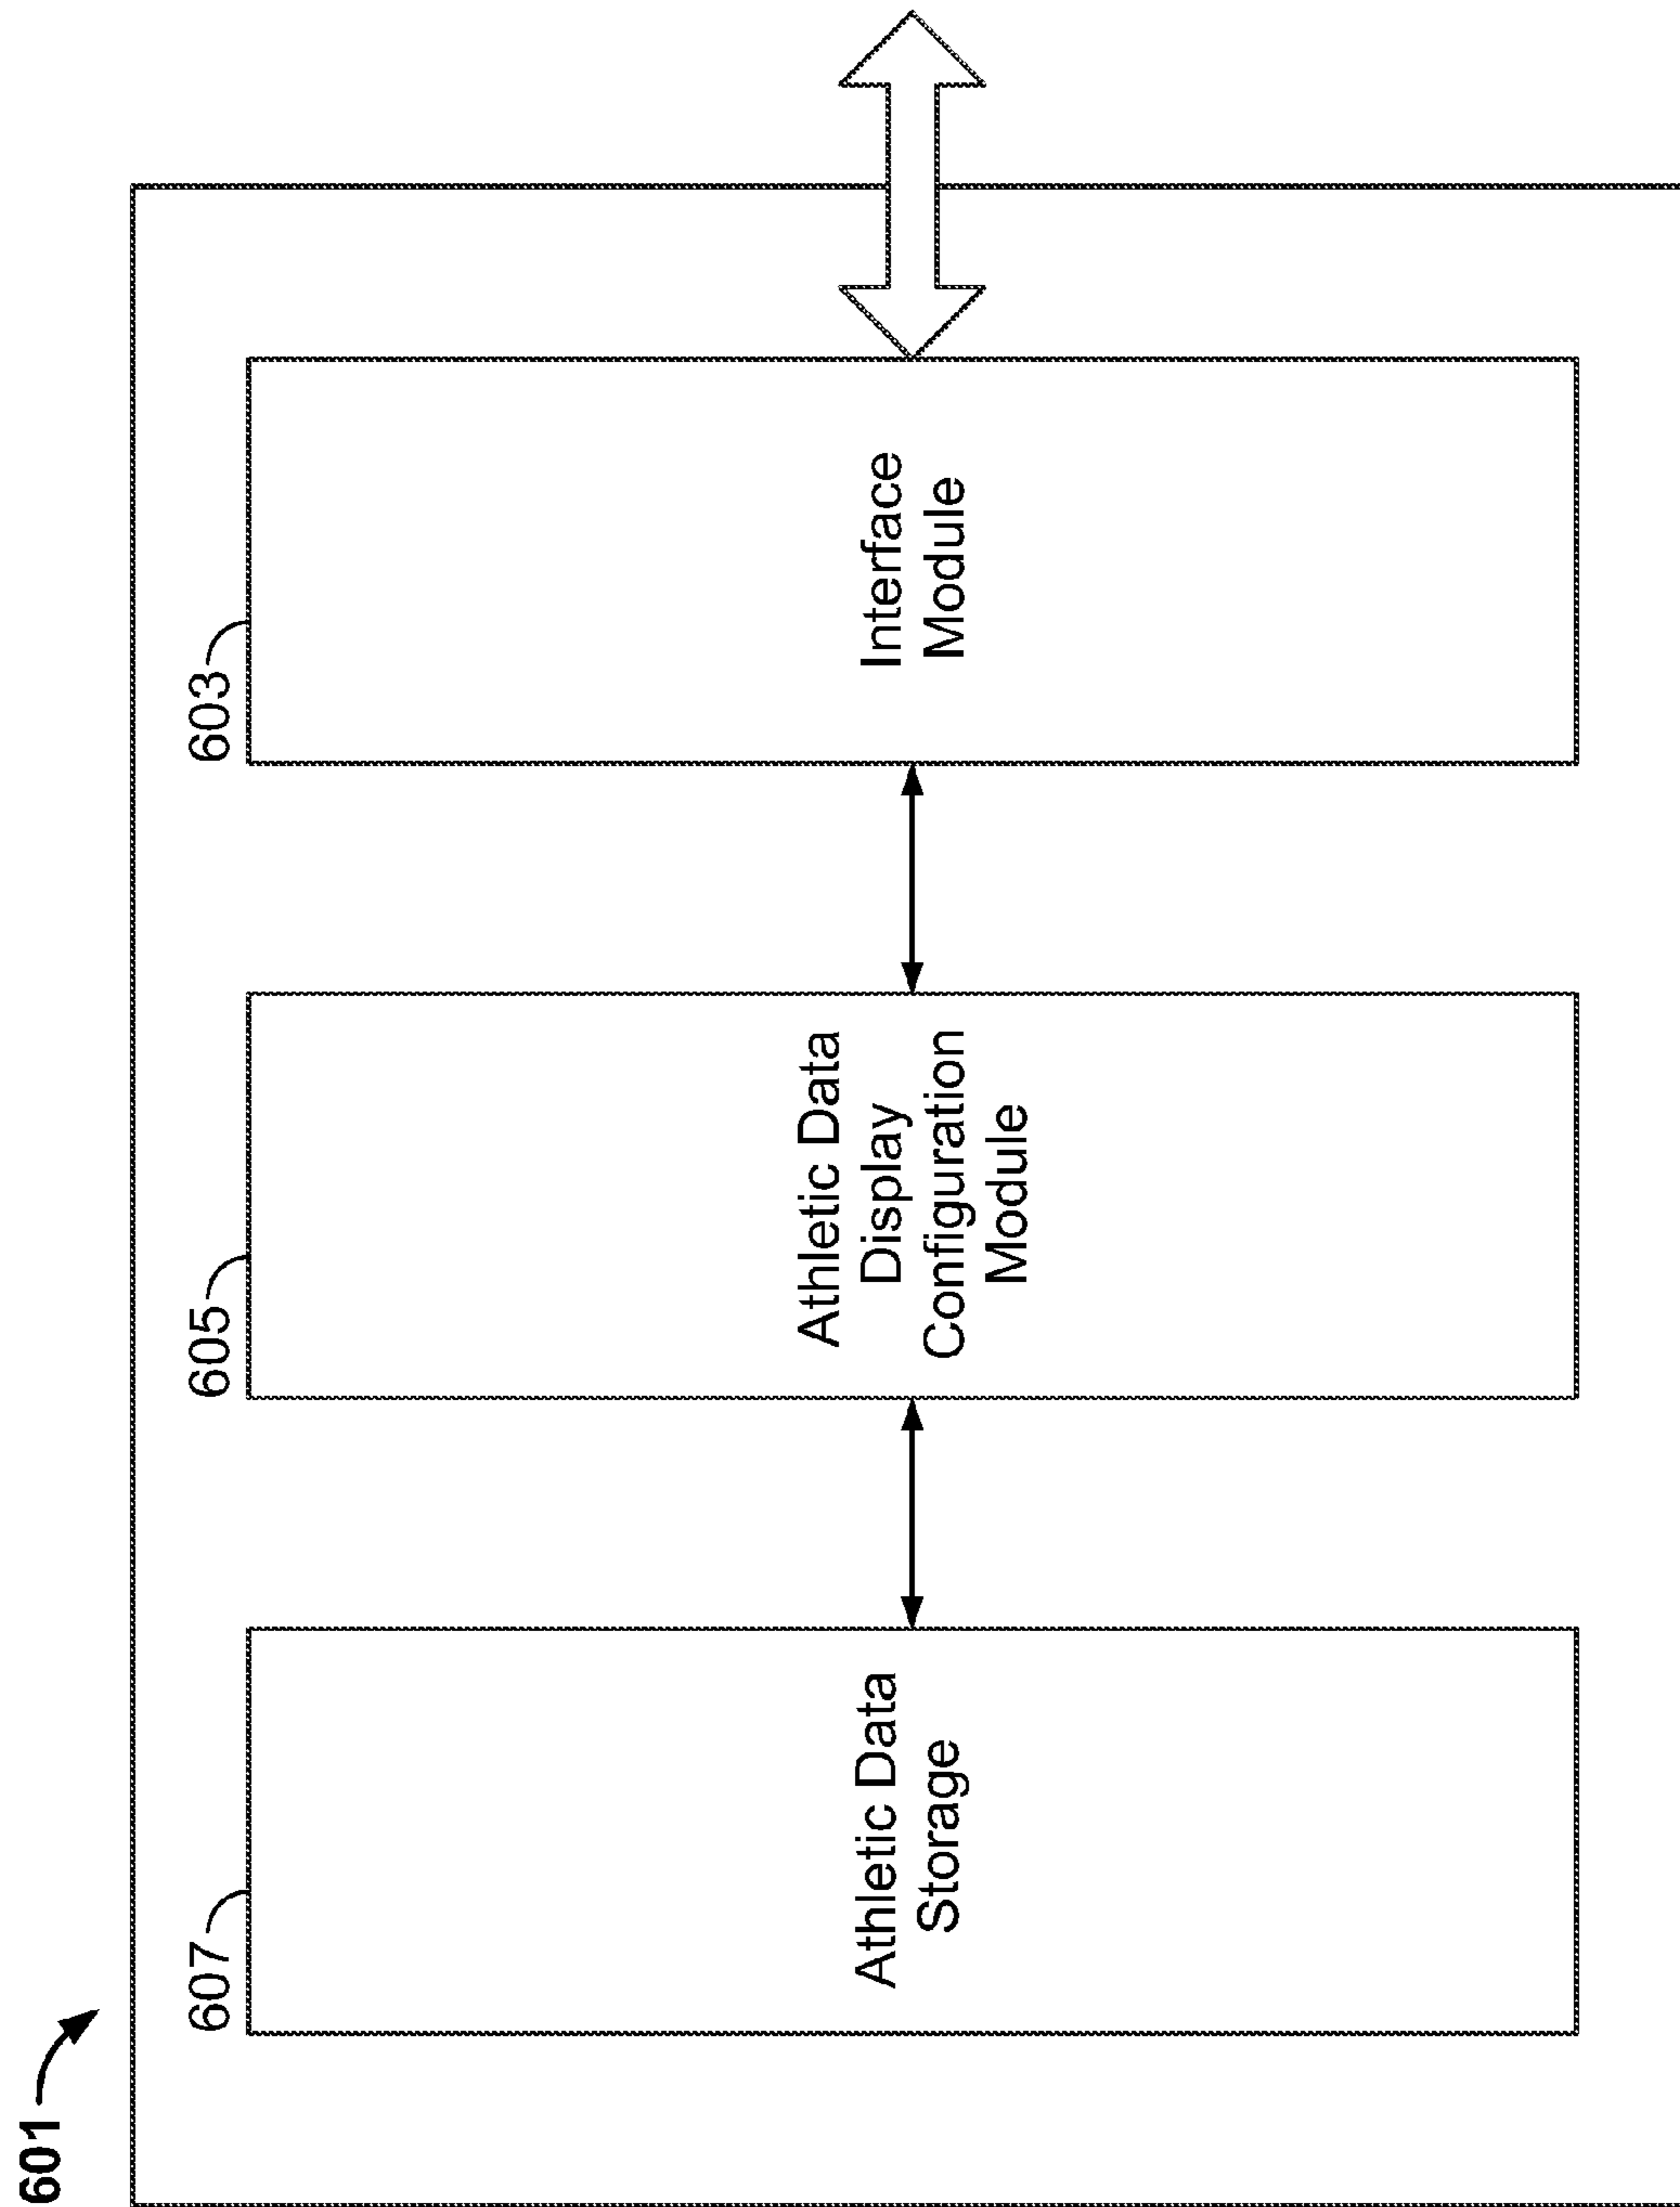 601
607
Athletic Data
Storage
605
Athletic Data
Display
Configuration
Module
603
Interface
Module